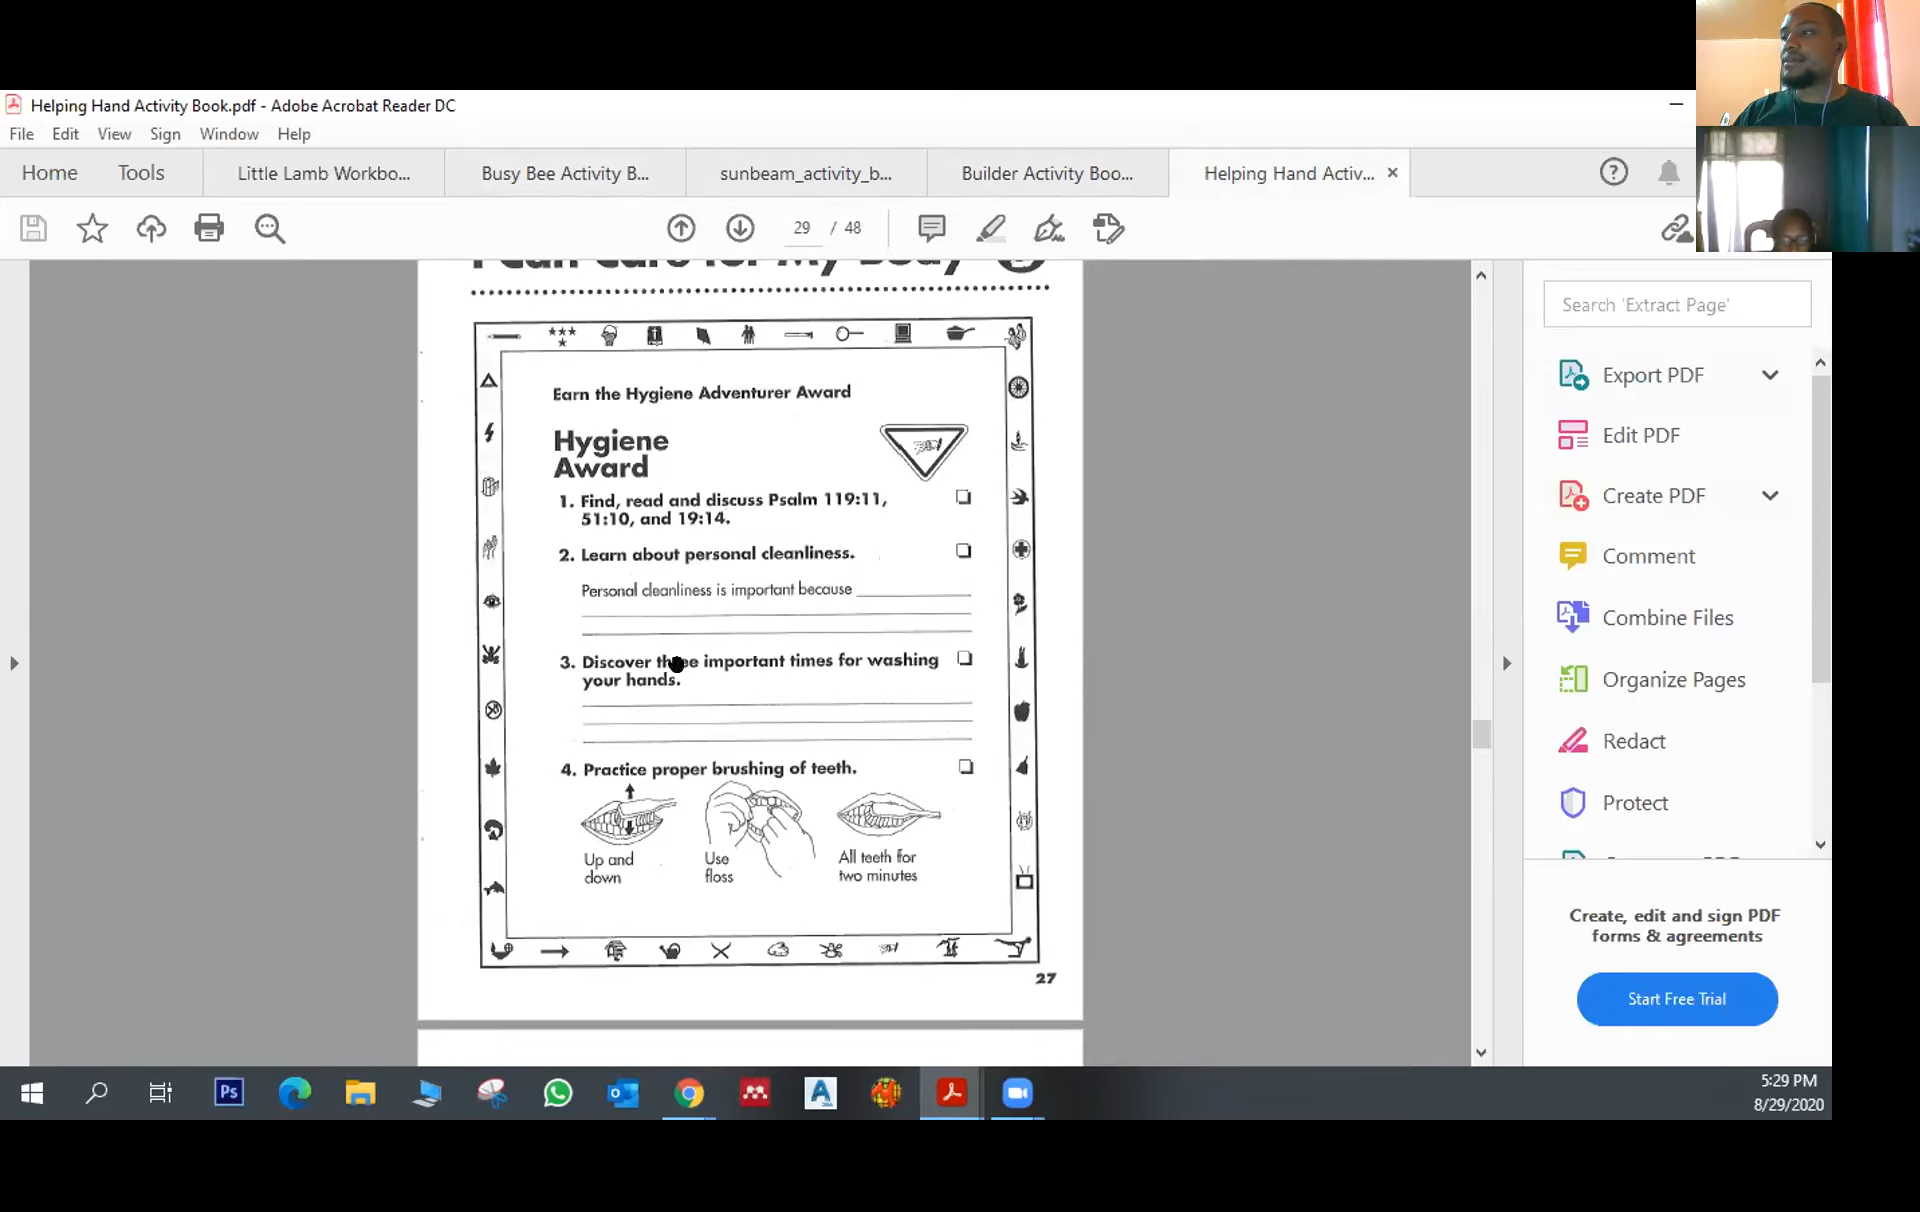 Helping Hand Activity Book.pdf - Adobe Acrobat Reader DC
File Edit View Sign Window Help
Home Tools Little Lamb Workbo... Busy Bee Activity B... sunbeam_activity_b... Builder Activity Boo... Helping Hand Activ... ×
29 / 48
I Can Care for My Body
Earn the Hygiene Adventurer Award
Hygiene
Award
1. Find, read and discuss Psalm 119:11,
51:10, and 19:14.
2. Learn about personal cleanliness.
Personal cleanliness is important because
3. Discover three important times for washing
your hands.
4. Practice proper brushing of teeth.
Up and
down
Use
floss
All teeth for
two minutes
27
Search 'Extract Page'
Export PDF
Edit PDF
Create PDF
Comment
Combine Files
Organize Pages
Redact
Protect
Create, edit and sign PDF
forms & agreements
Start Free Trial
Ps
5:29 PM
8/29/2020